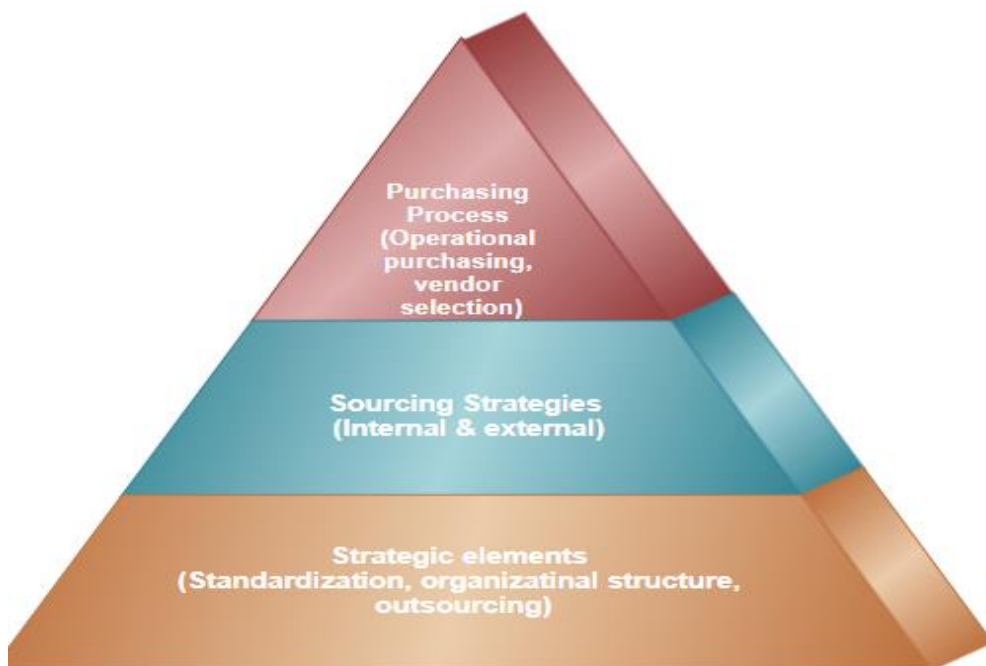 Purchasing
Process
(Operational
purchasing,
vendor
selection)
Sourcing Strategies
(Internal & external)
Strategic elements
(Standardization, organizatinal structure,
outsourcing)